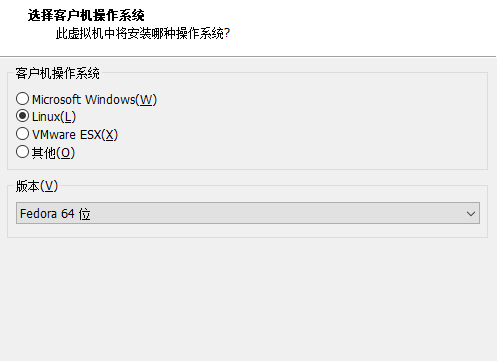 选择客户机操作系统
此虚拟机中将安装哪种操作系统?
客户机操作系统
Microsoft Windows(W)
Linux(L)
VMware ESX(X)
其他(O)
版本(V)
Fedora 64 位